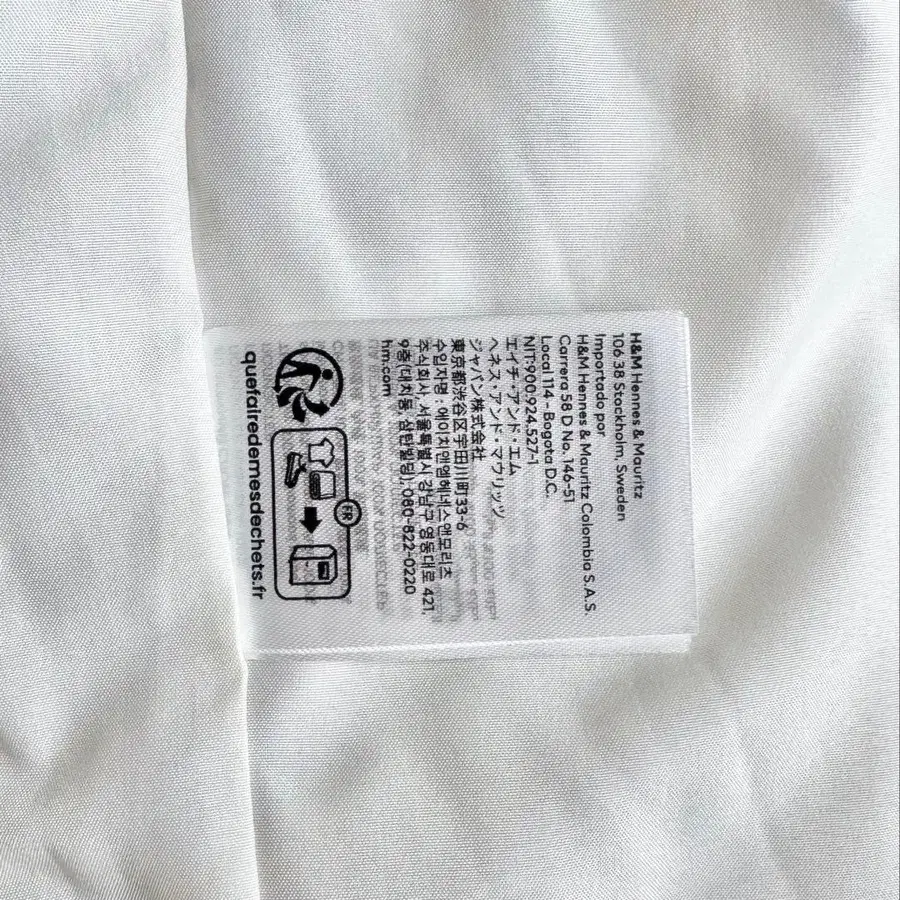 H&M Hennes & Mauritz
106 38 Stockholm, Sweden
Importado por
H&M Hennes & Mauritz Colombia S.A.S.
Carrera 58 D No. 146-51
Local 114 - Bogota D.C.
NIT:900.924.527-1
エイチ・アンド・エム
ヘネス・アンド・マウリッツ
ジャパン株式会社
東京都渋谷区宇田川町33-6
수입자명 : 에이치앤엠헤네스앤모리츠
주식회사, 서울특별시 강남구 영동대로 421,
9층(대치동, 삼탄빌딩), 080-822-0220
hm.com
FR
quefairedemesdechets.fr